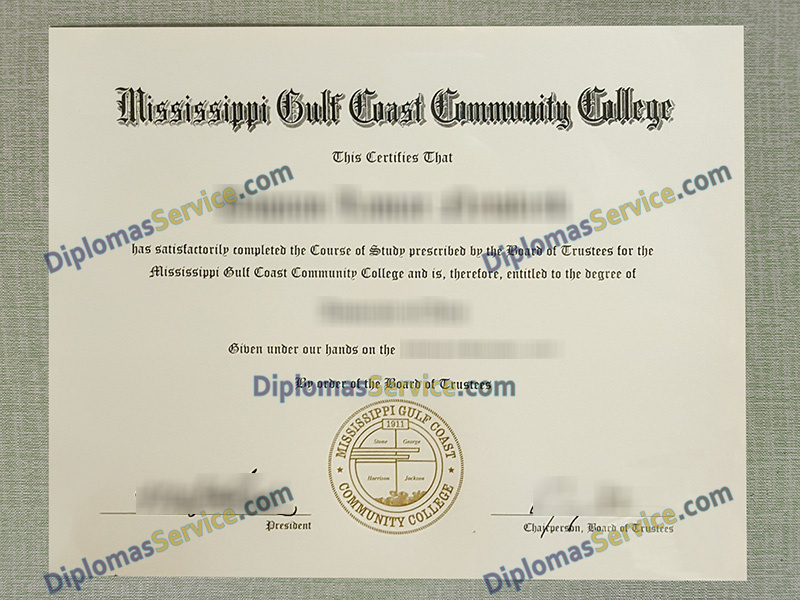 Mississippi Gulf Coast Community College
This Certifies That
DiplomasService.com
DiplomasService.com
has satisfactorily completed the Course of Study prescribed by the Board of Trustees for the
Mississippi Gulf Coast Community College and is, therefore, entitled to the degree of
Given under our hands on the
By order of the Board of Trustees
DiplomasService.com
MISSISSIPPI GULF COAST
1911
Stone George
Harrison Jackson
COMMUNITY COLLEGE
President
Chairperson, Board of Trustees
DiplomasService.com
DiplomasService.com